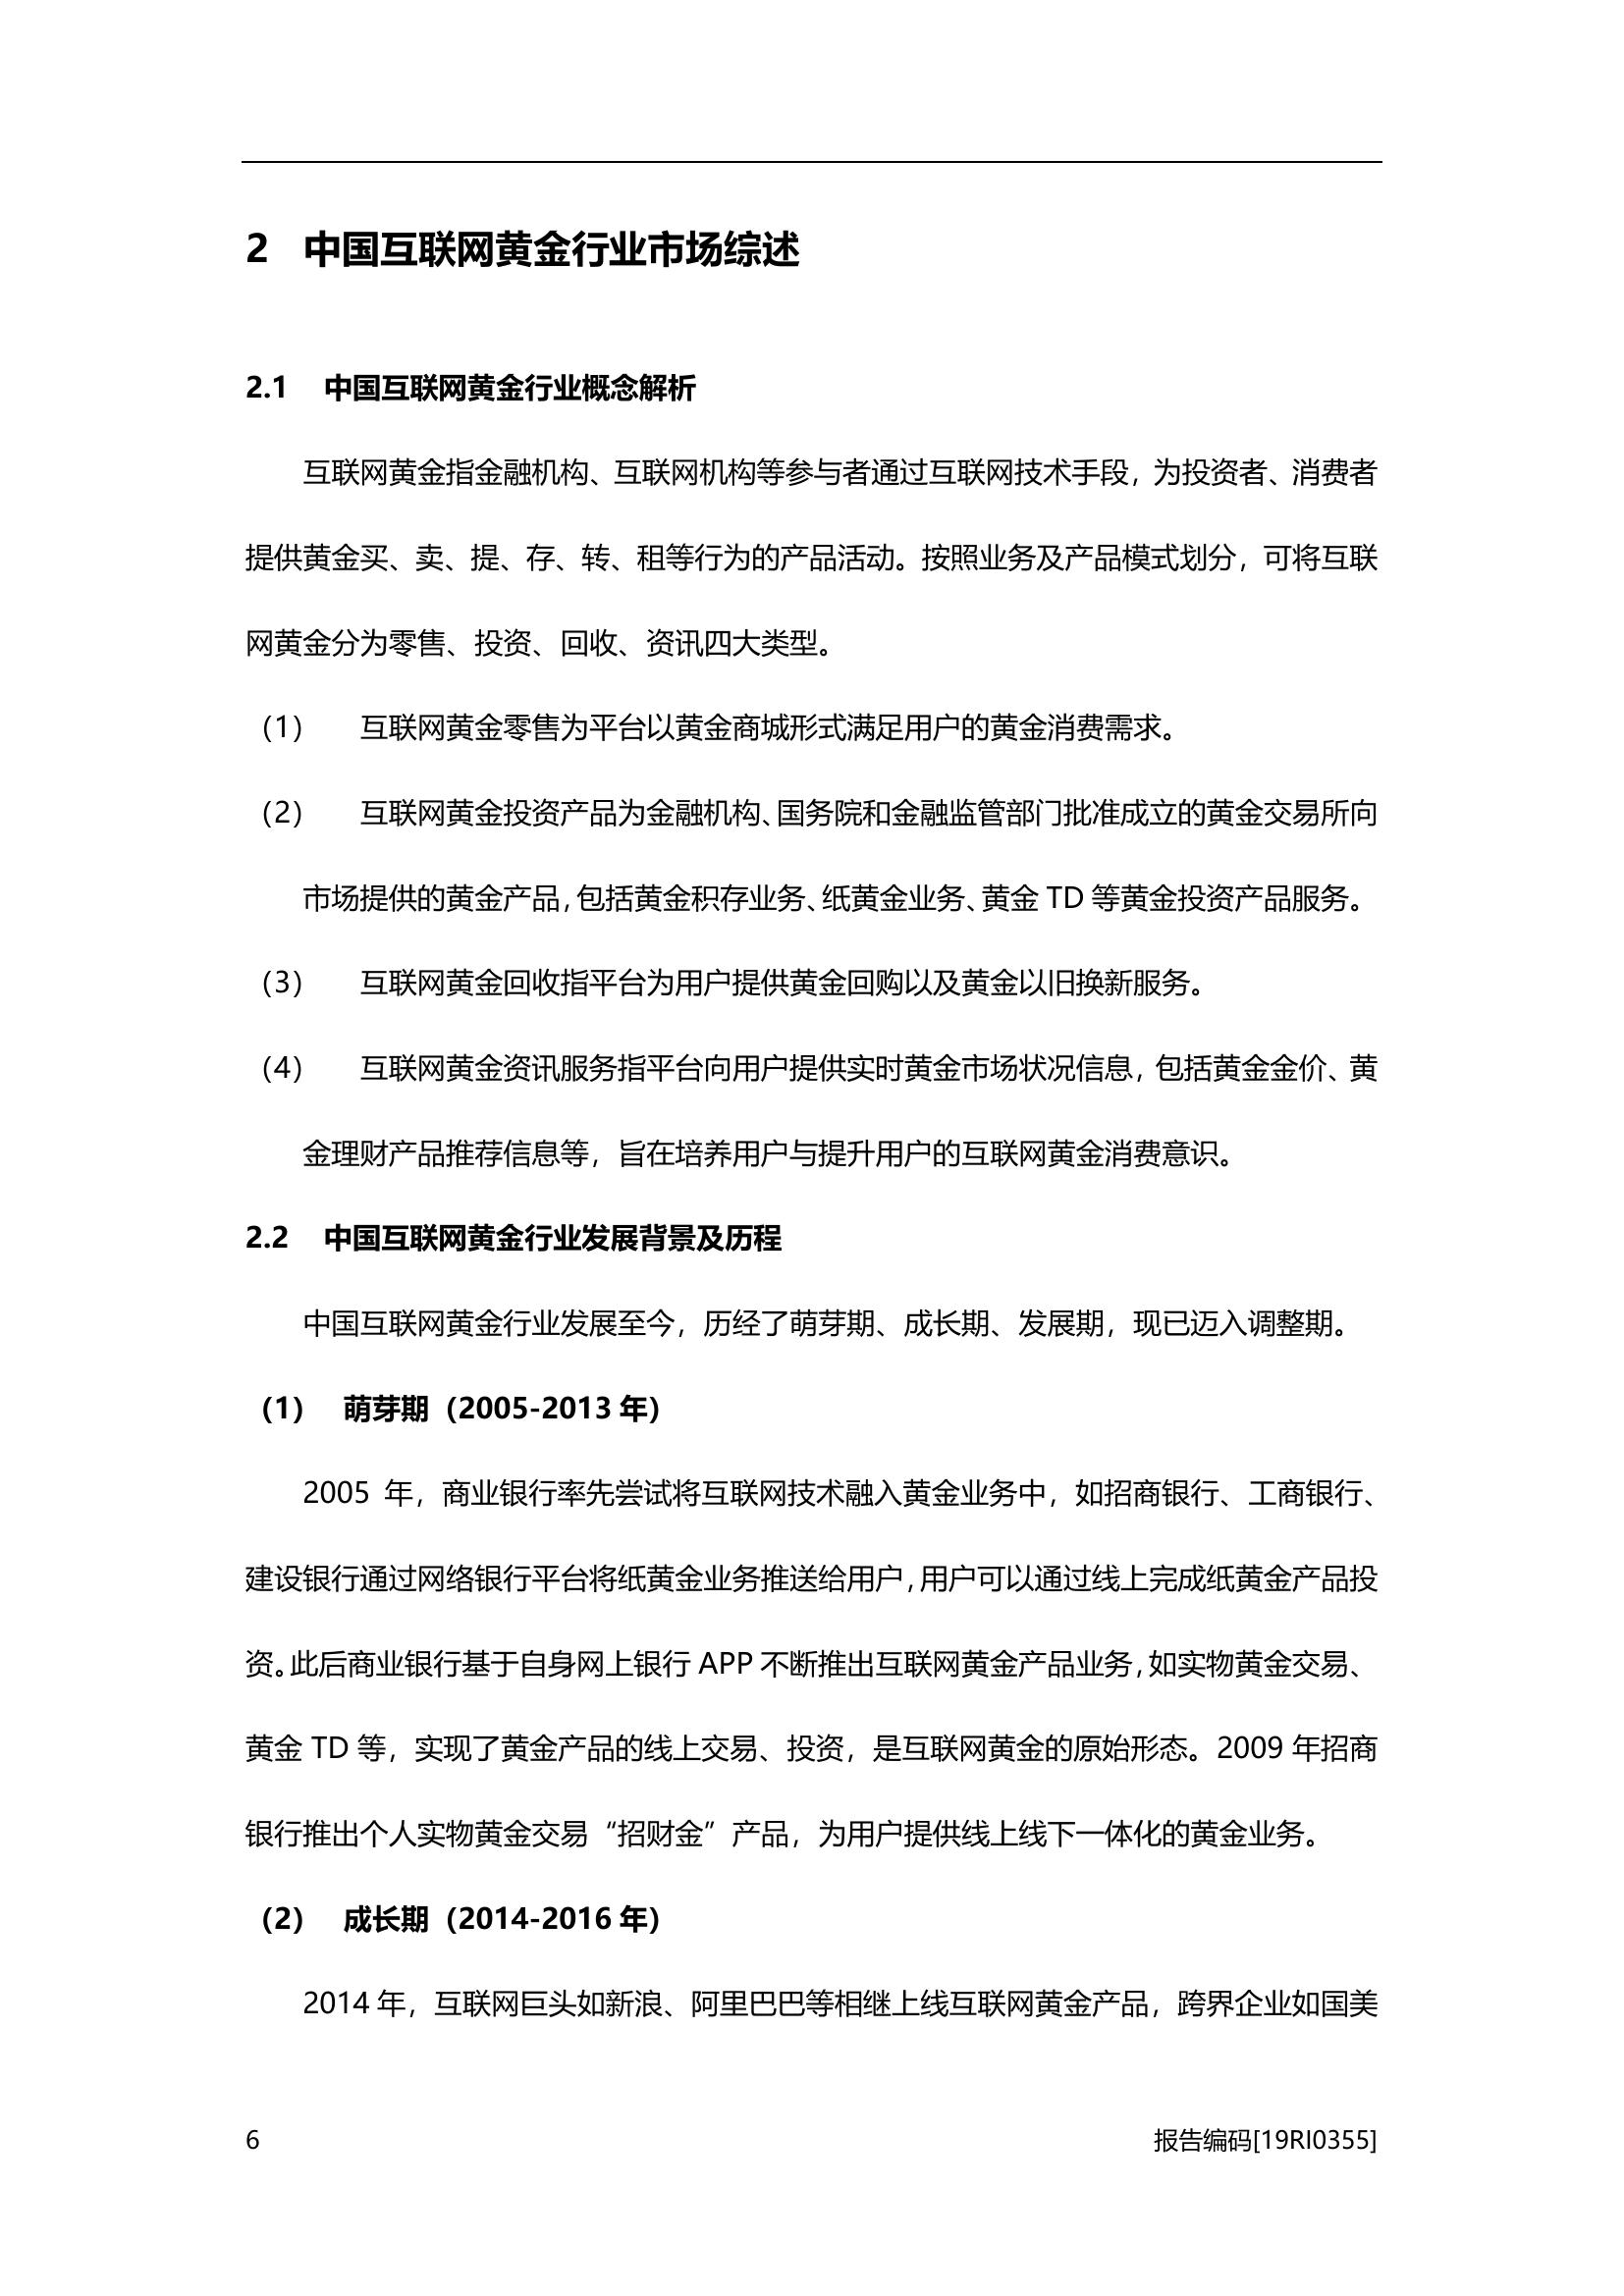 2 中国互联网黄金行业市场综述
2.1 中国互联网黄金行业概念解析
互联网黄金指金融机构、互联网机构等参与者通过互联网技术手段，为投资者、消费者
提供黄金买、卖、提、存、转、租等行为的产品活动。按照业务及产品模式划分，可将互联
网黄金分为零售、投资、回收、资讯四大类型。
（1） 互联网黄金零售为平台以黄金商城形式满足用户的黄金消费需求。
（2） 互联网黄金投资产品为金融机构、国务院和金融监管部门批准成立的黄金交易所向
市场提供的黄金产品，包括黄金积存业务、纸黄金业务、黄金 TD 等黄金投资产品服务。
（3） 互联网黄金回收指平台为用户提供黄金回购以及黄金以旧换新服务。
（4） 互联网黄金资讯服务指平台向用户提供实时黄金市场状况信息，包括黄金金价、黄
金理财产品推荐信息等，旨在培养用户与提升用户的互联网黄金消费意识。
2.2 中国互联网黄金行业发展背景及历程
中国互联网黄金行业发展至今，历经了萌芽期、成长期、发展期，现已迈入调整期。
（1） 萌芽期（2005-2013 年）
2005 年，商业银行率先尝试将互联网技术融入黄金业务中，如招商银行、工商银行、
建设银行通过网络银行平台将纸黄金业务推送给用户，用户可以通过线上完成纸黄金产品投
资。此后商业银行基于自身网上银行 APP 不断推出互联网黄金产品业务，如实物黄金交易、
黄金 TD 等，实现了黄金产品的线上交易、投资，是互联网黄金的原始形态。2009 年招商
银行推出个人实物黄金交易“招财金”产品，为用户提供线上线下一体化的黄金业务。
（2） 成长期（2014-2016 年）
2014 年，互联网巨头如新浪、阿里巴巴等相继上线互联网黄金产品，跨界企业如国美
6 报告编码[19RI0355]